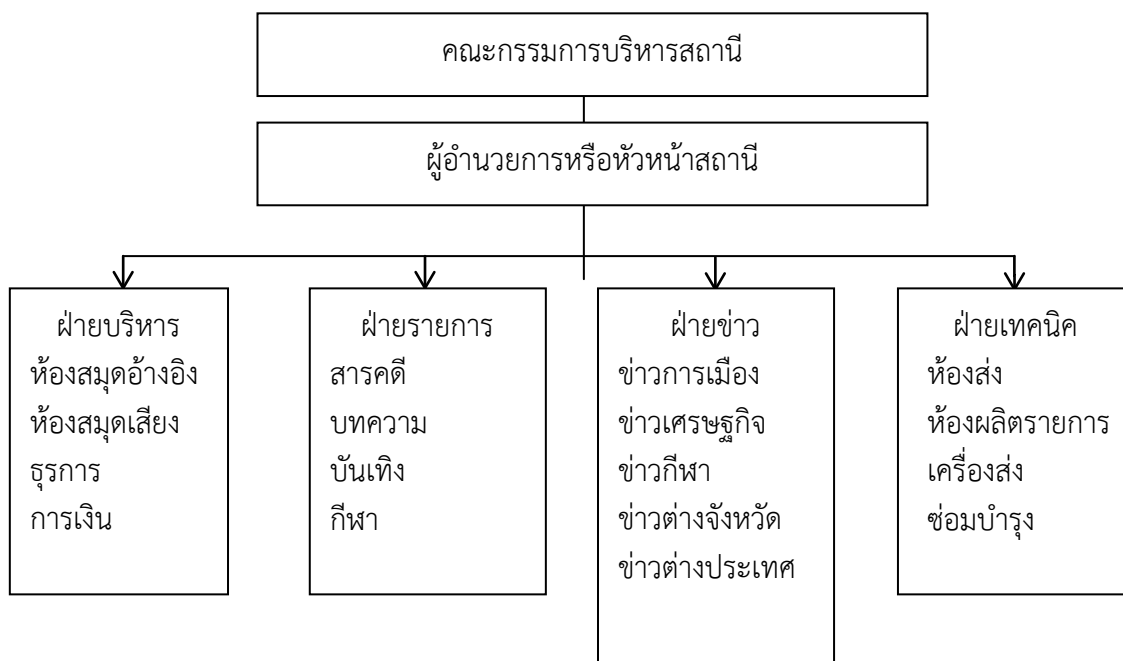 คณะกรรมการบริหารสถานี
ผู้อำนวยการหรือหัวหน้าสถานี
ฝ่ายบริหาร
ห้องสมุดอ้างอิง
ห้องสมุดเสียง
ธุรการ
การเงิน
ฝ่ายรายการ
สารคดี
บทความ
บันเทิง
กีฬา
ฝ่ายข่าว
ข่าวการเมือง
ข่าวเศรษฐกิจ
ข่าวกีฬา
ข่าวต่างจังหวัด
ข่าวต่างประเทศ
ฝ่ายเทคนิค
ห้องส่ง
ห้องผลิตรายการ
เครื่องส่ง
ซ่อมบำรุง